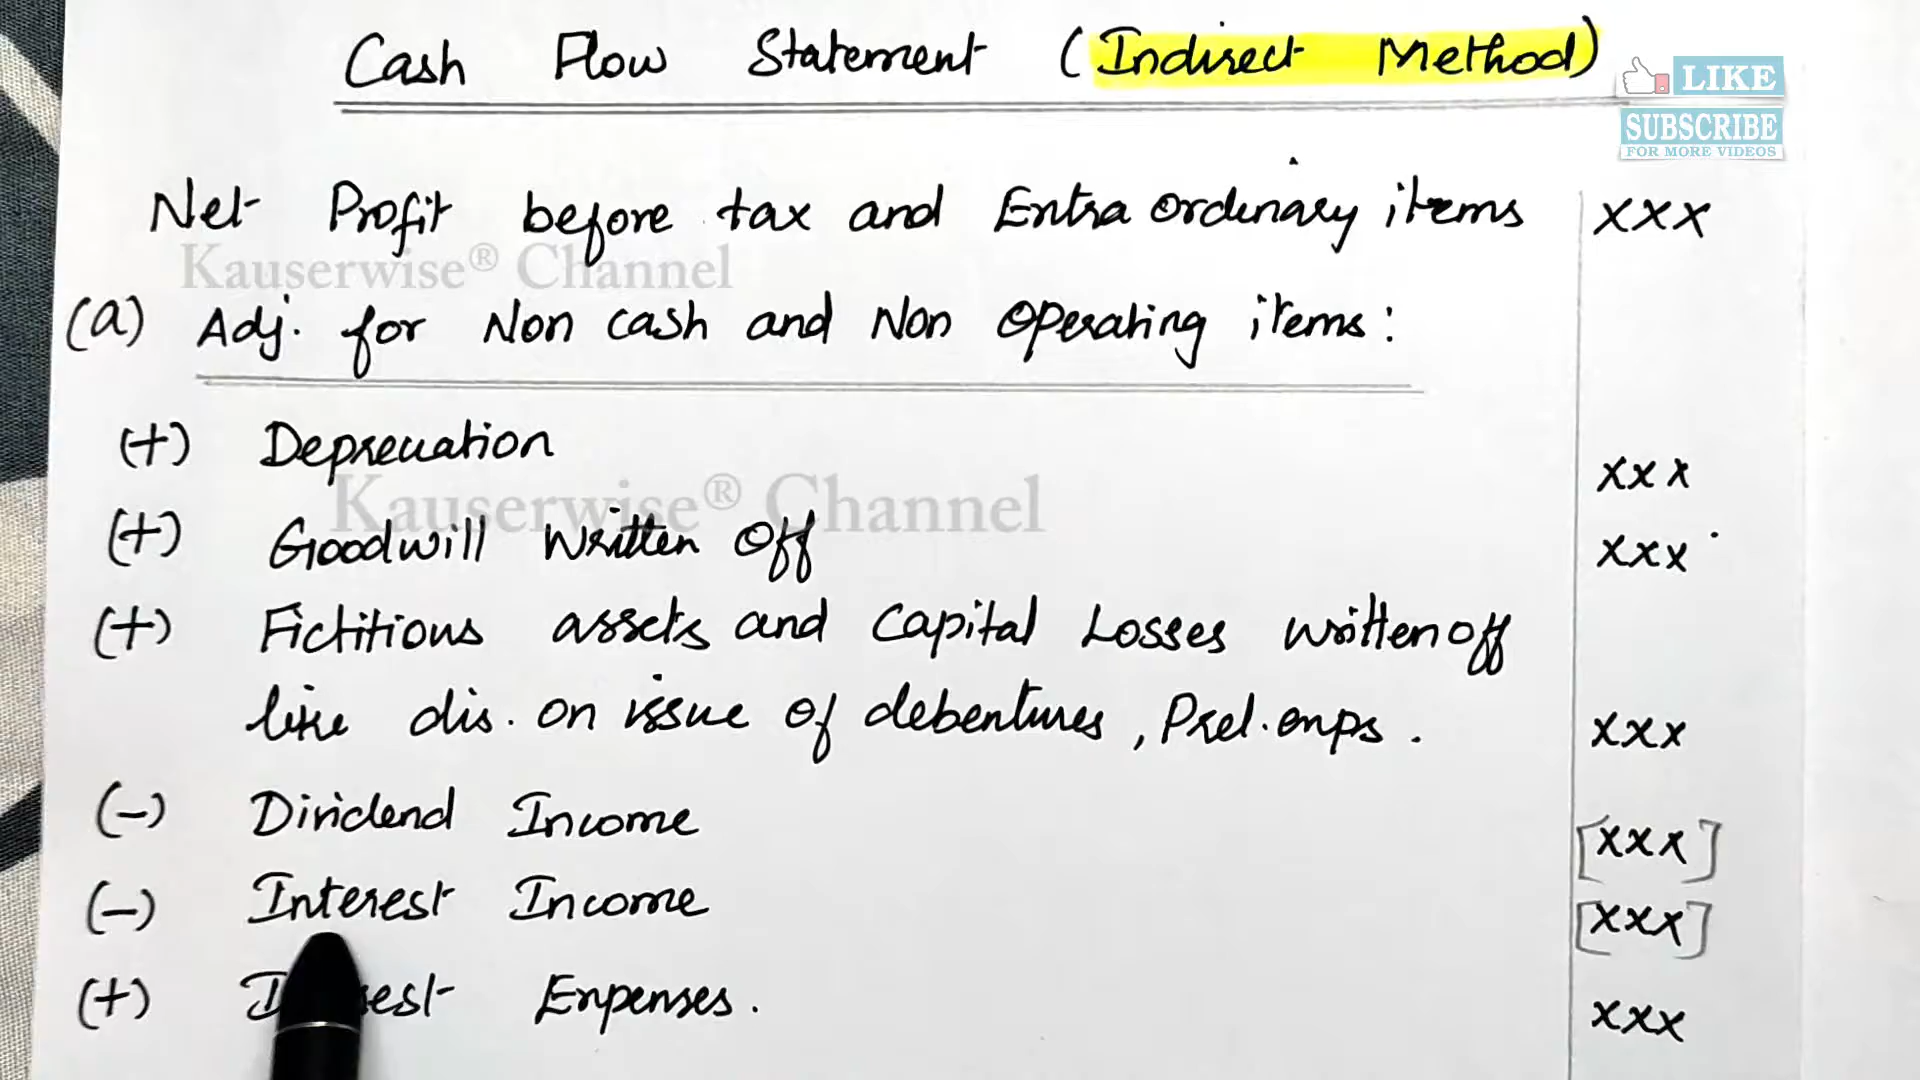 Cash Flow Statement (Indirect Method)
LIKE
SUBSCRIBE
FOR MORE VIDEOS
Net Profit before tax and Extra ordinary items xxx
Kauserwise® Channel
(a) Adj. for Non cash and Non Operating items:
(+) Depreciation xxx
Kauserwise® Channel
(+) Goodwill Written Off xxx
(+) Fictitious assets and Capital Losses written off
like dis. on issue of debentures, Prel. exps. xxx
(-) Dividend Income [xxx]
(-) Interest Income [xxx]
(+) Expenses. xxx